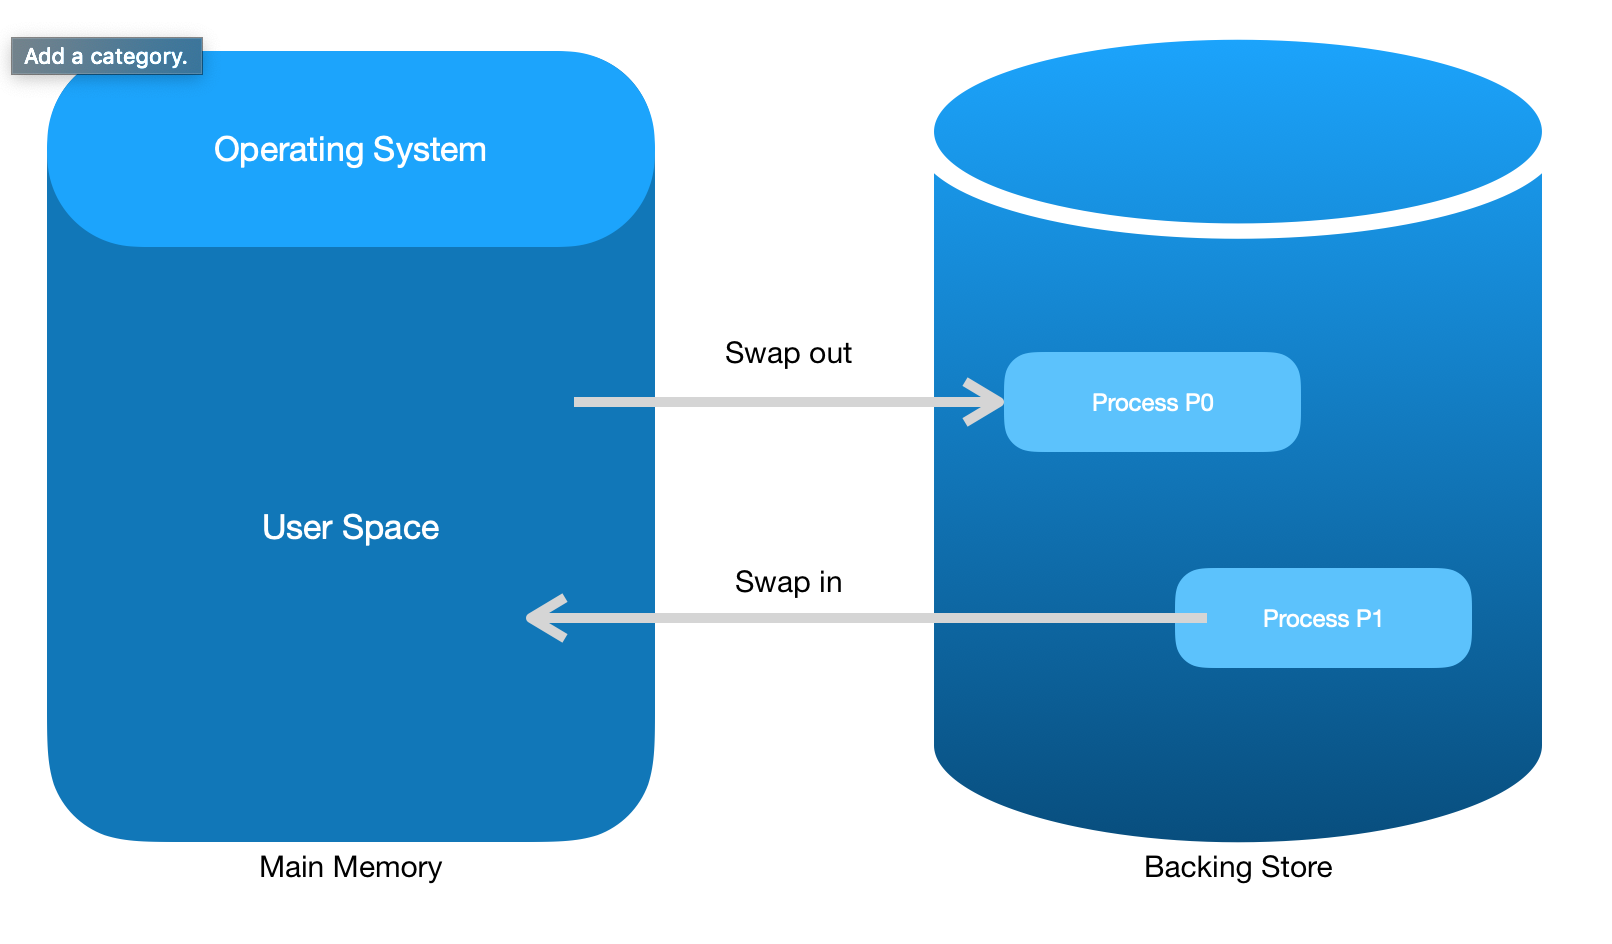 Add a category.
Operating System
Swap out
Process P0
User Space
Swap in
Process P1
Main Memory
Backing Store